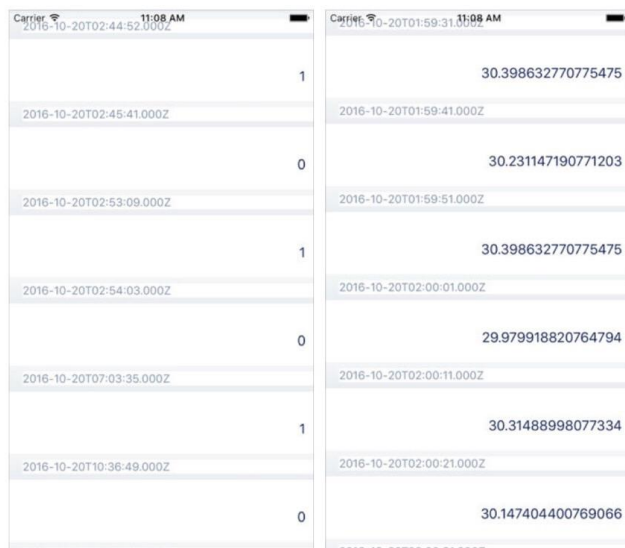 Carrier 11:08 AM
2016-10-20T02:44:52.000Z
1
2016-10-20T02:45:41.000Z
0
2016-10-20T02:53:09.000Z
1
2016-10-20T02:54:03.000Z
0
2016-10-20T07:03:35.000Z
1
2016-10-20T10:36:49.000Z
0
Carrier 11:08 AM
2016-10-20T01:59:31.000Z
30.398632770775475
2016-10-20T01:59:41.000Z
30.231147190771203
2016-10-20T01:59:51.000Z
30.398632770775475
2016-10-20T02:00:01.000Z
29.979918820764794
2016-10-20T02:00:11.000Z
30.31488998077334
2016-10-20T02:00:21.000Z
30.147404400769066